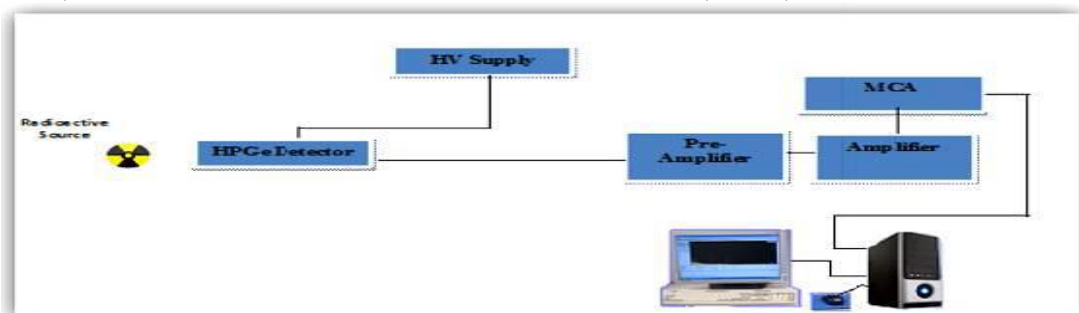 HV Supply
MCA
Radioactive
Source
HPGe Detector
Pre-
Amplifier
Amplifier